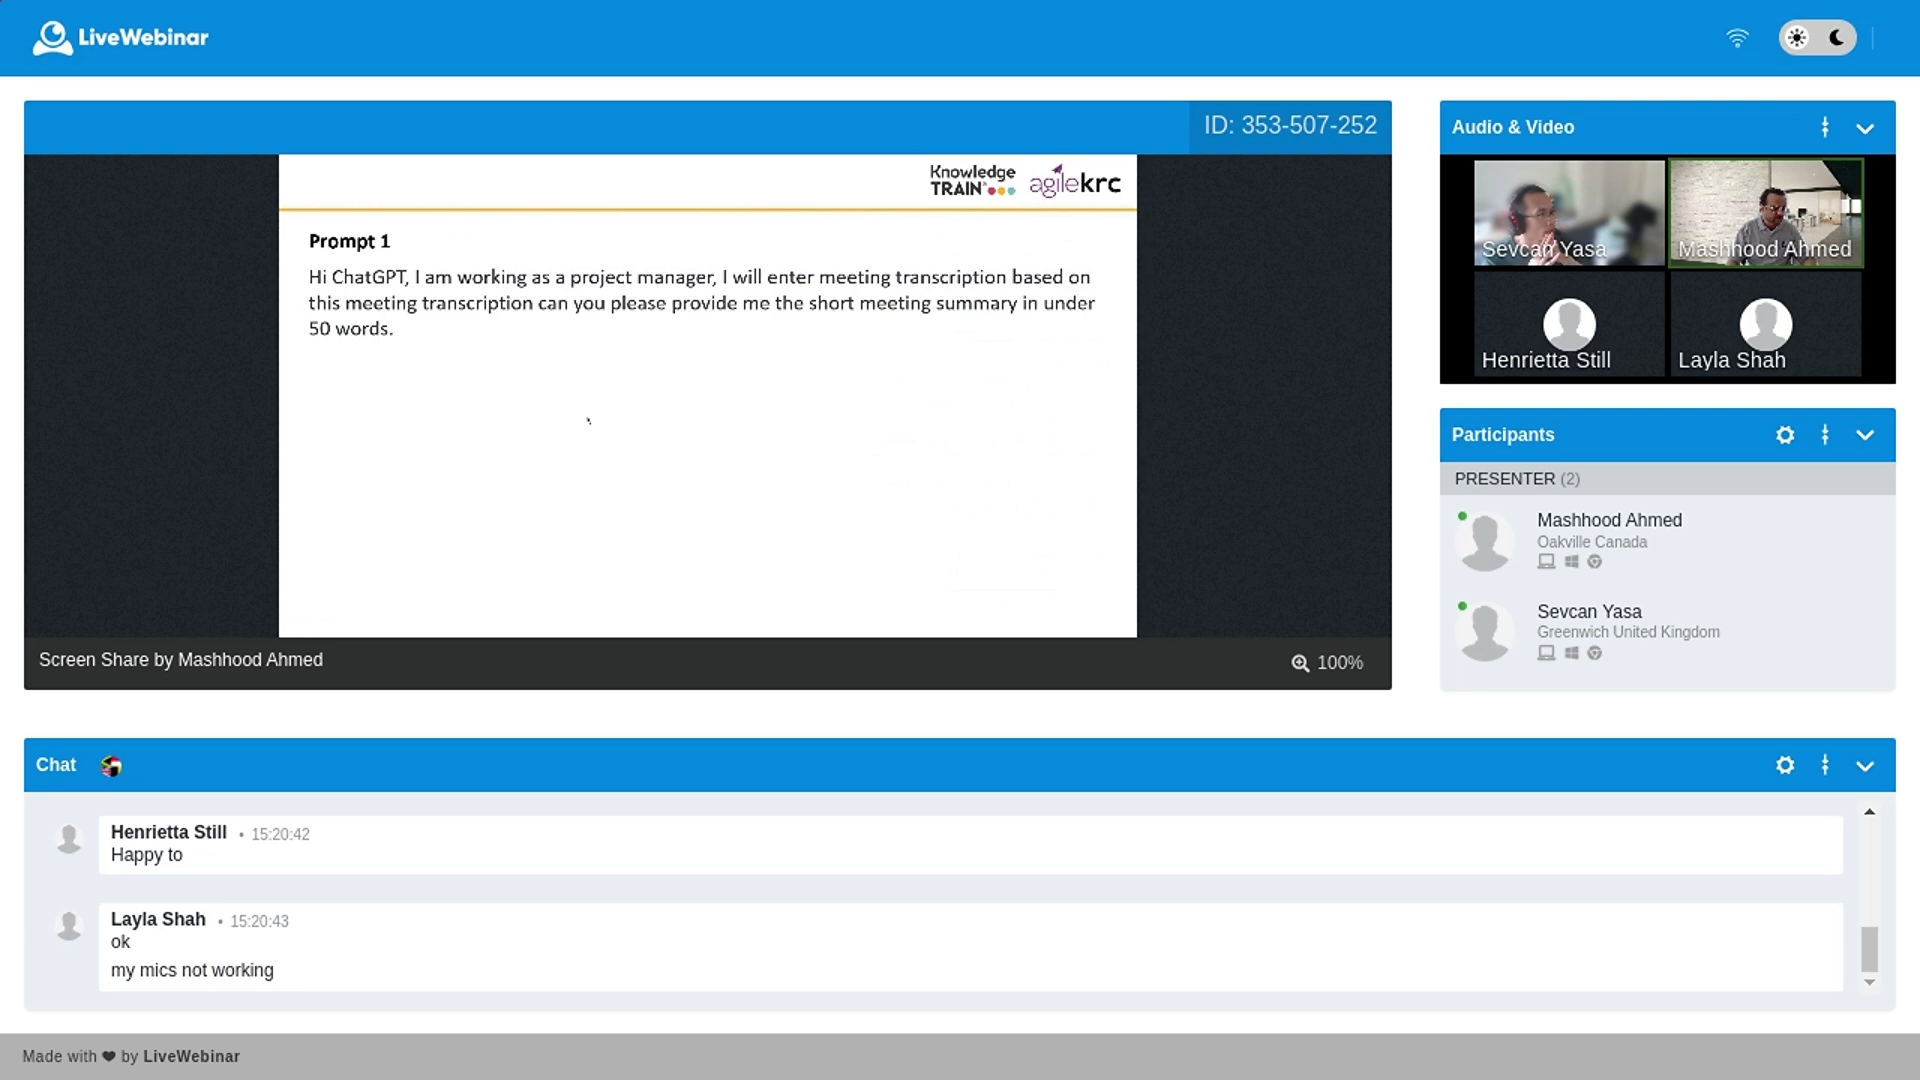 LiveWebinar
ID: 353-507-252
Knowledge
TRAIN
agilekrc
Prompt 1
Hi ChatGPT, I am working as a project manager, I will enter meeting transcription based on
this meeting transcription can you please provide me the short meeting summary in under
50 words.
Screen Share by Mashhood Ahmed
100%
Audio & Video
Sevcan Yasa
Mashhood Ahmed
Henrietta Still
Layla Shah
Participants
PRESENTER (2)
Mashhood Ahmed
Oakville Canada
Sevcan Yasa
Greenwich United Kingdom
Chat
Henrietta Still • 15:20:42
Happy to
Layla Shah • 15:20:43
ok
my mics not working
Made with ❤ by LiveWebinar